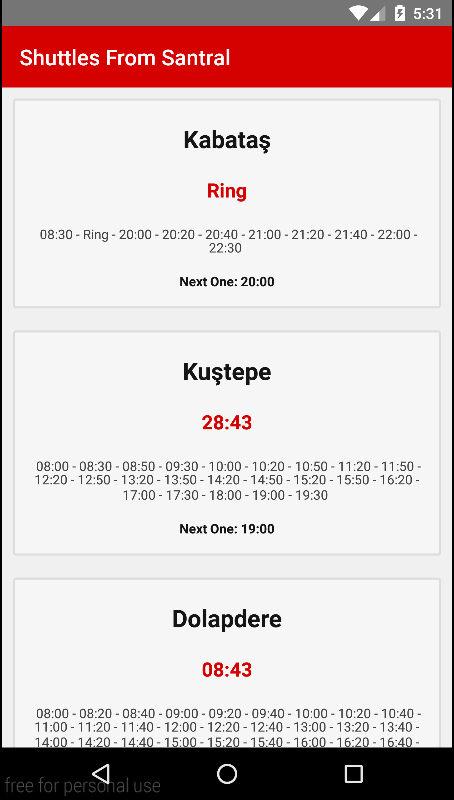 5:31
Shuttles From Santral
Kabataş
Ring
08:30 - Ring - 20:00 - 20:20 - 20:40 - 21:00 - 21:20 - 21:40 - 22:00 -
22:30
Next One: 20:00
Kuştepe
28:43
08:00 - 08:30 - 08:50 - 09:30 - 10:00 - 10:20 - 10:50 - 11:20 - 11:50 -
12:20 - 12:50 - 13:20 - 13:50 - 14:20 - 14:50 - 15:20 - 15:50 - 16:20 -
17:00 - 17:30 - 18:00 - 19:00 - 19:30
Next One: 19:00
Dolapdere
08:43
08:00 - 08:20 - 08:40 - 09:00 - 09:20 - 09:40 - 10:00 - 10:20 - 10:40 -
11:00 - 11:20 - 11:40 - 12:00 - 12:20 - 12:40 - 13:00 - 13:20 - 13:40 -
14:00 - 14:20 - 14:40 - 15:00 - 15:20 - 15:40 - 16:00 - 16:20 - 16:40 -
free for personal use